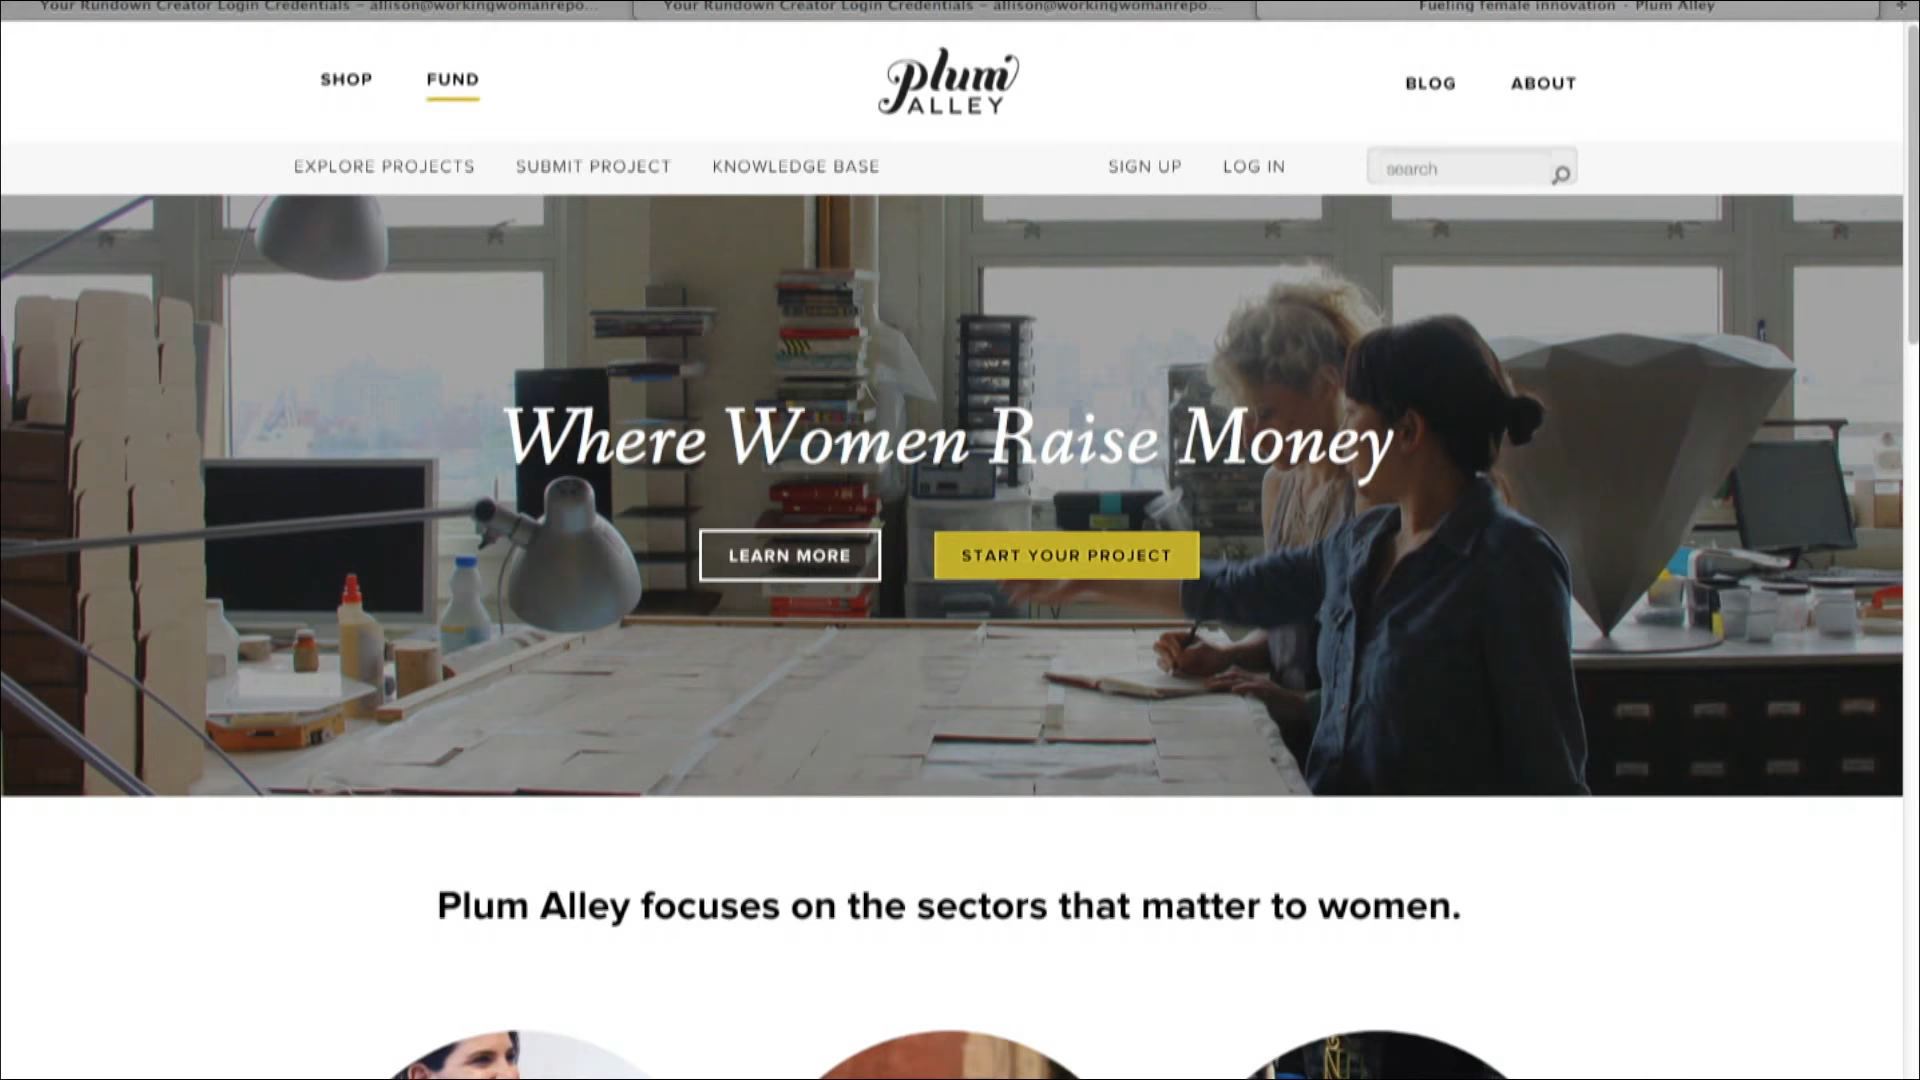 Your Rundown Creator Login Credentials – allison@workingwomanrepo...
Your Rundown Creator Login Credentials – allison@workingwomanrepo...
Fueling female innovation - Plum Alley
SHOP
FUND
plum
ALLEY
BLOG
ABOUT
EXPLORE PROJECTS
SUBMIT PROJECT
KNOWLEDGE BASE
SIGN UP
LOG IN
search
Where Women Raise Money
LEARN MORE
START YOUR PROJECT
Plum Alley focuses on the sectors that matter to women.